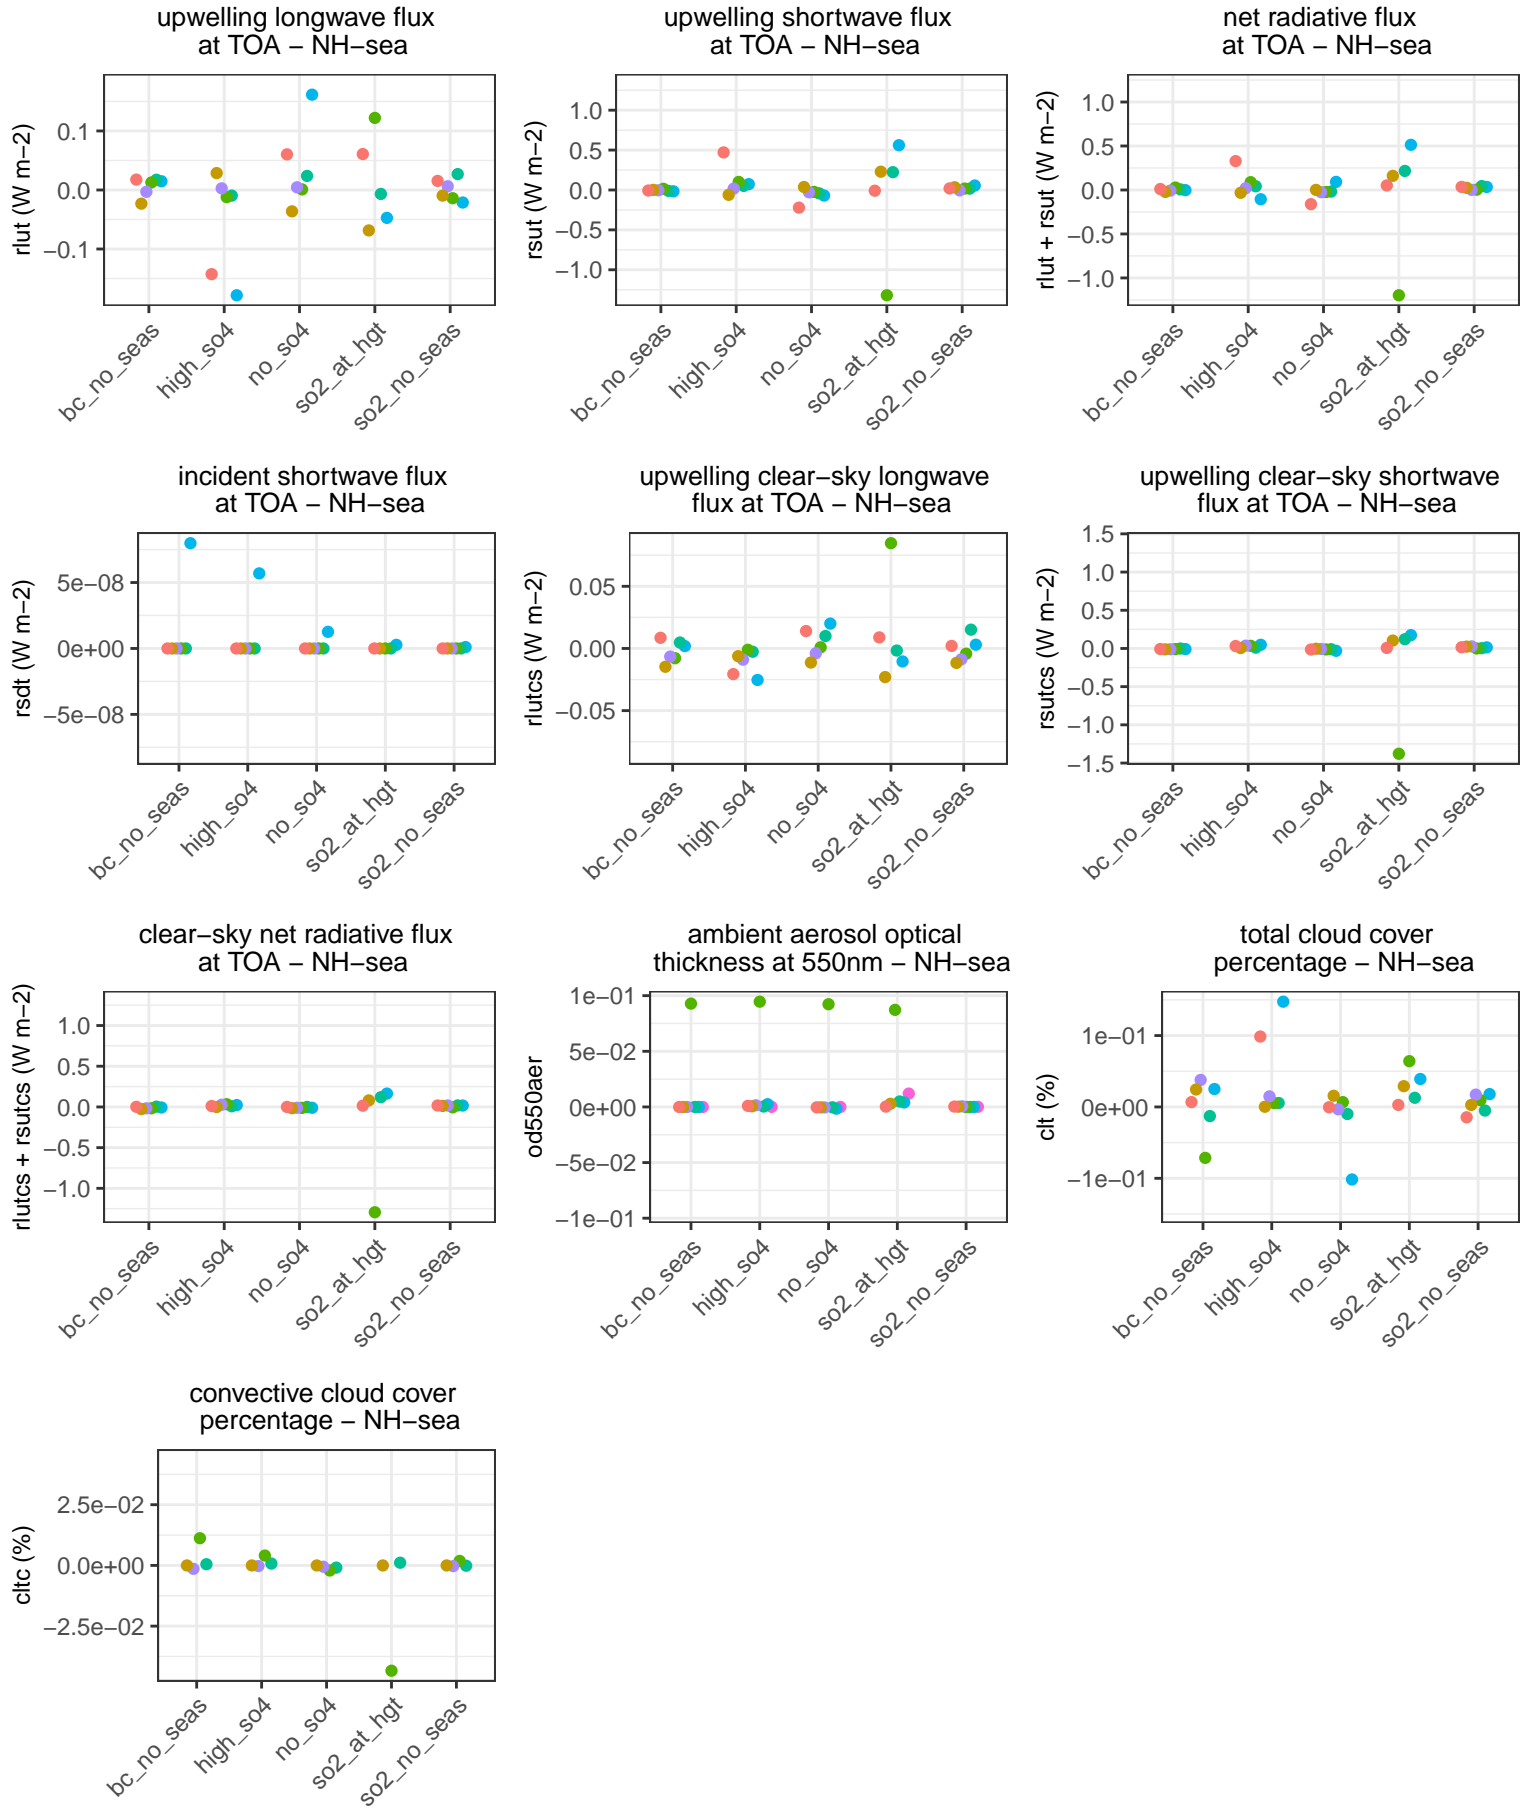 upwelling longwave flux
at TOA − NH−sea
rlut (W m−2)
0.1
0.0
−0.1
bc_no_seas
high_so4
no_so4
so2_at_hgt
so2_no_seas
upwelling shortwave flux
at TOA − NH−sea
rsut (W m−2)
1.0
0.5
0.0
−0.5
−1.0
bc_no_seas
high_so4
no_so4
so2_at_hgt
so2_no_seas
net radiative flux
at TOA − NH−sea
rlut + rsut (W m−2)
1.0
0.5
0.0
−0.5
−1.0
bc_no_seas
high_so4
no_so4
so2_at_hgt
so2_no_seas
incident shortwave flux
at TOA − NH−sea
rsdt (W m−2)
5e−08
0e+00
−5e−08
bc_no_seas
high_so4
no_so4
so2_at_hgt
so2_no_seas
upwelling clear−sky longwave
flux at TOA − NH−sea
rlutcs (W m−2)
0.05
0.00
−0.05
bc_no_seas
high_so4
no_so4
so2_at_hgt
so2_no_seas
upwelling clear−sky shortwave
flux at TOA − NH−sea
rsutcs (W m−2)
1.5
1.0
0.5
0.0
−0.5
−1.0
−1.5
bc_no_seas
high_so4
no_so4
so2_at_hgt
so2_no_seas
clear−sky net radiative flux
at TOA − NH−sea
rlutcs + rsutcs (W m−2)
1.0
0.5
0.0
−0.5
−1.0
bc_no_seas
high_so4
no_so4
so2_at_hgt
so2_no_seas
ambient aerosol optical
thickness at 550nm − NH−sea
od550aer
1e−01
5e−02
0e+00
−5e−02
−1e−01
bc_no_seas
high_so4
no_so4
so2_at_hgt
so2_no_seas
total cloud cover
percentage − NH−sea
clt (%)
1e−01
0e+00
−1e−01
bc_no_seas
high_so4
no_so4
so2_at_hgt
so2_no_seas
convective cloud cover
percentage − NH−sea
cltc (%)
2.5e−02
0.0e+00
−2.5e−02
bc_no_seas
high_so4
no_so4
so2_at_hgt
so2_no_seas